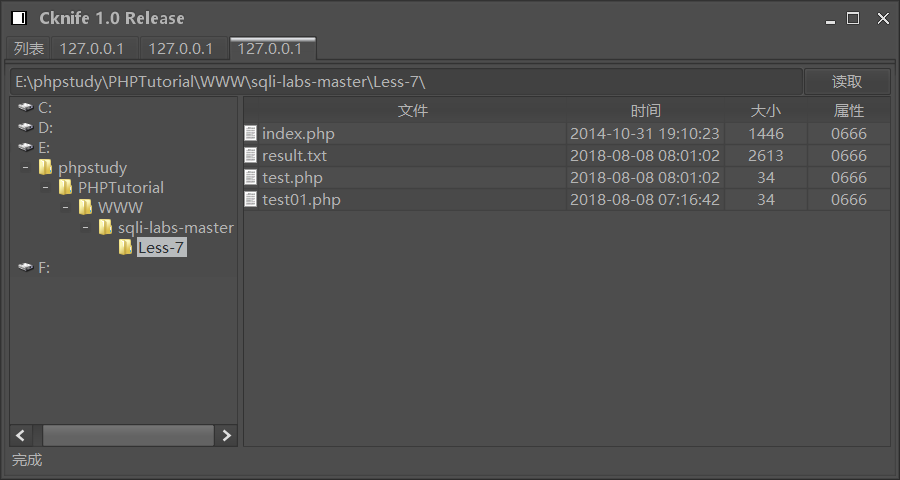 Cknife 1.0 Release
列表 127.0.0.1 127.0.0.1 127.0.0.1
E:\phpstudy\PHPTutorial\WWW\sqli-labs-master\Less-7\ 读取
C:
D:
E:
phpstudy
PHPTutorial
WWW
sqli-labs-master
Less-7
F:
文件 时间 大小 属性
index.php 2014-10-31 19:10:23 1446 0666
result.txt 2018-08-08 08:01:02 2613 0666
test.php 2018-08-08 08:01:02 34 0666
test01.php 2018-08-08 07:16:42 34 0666
完成